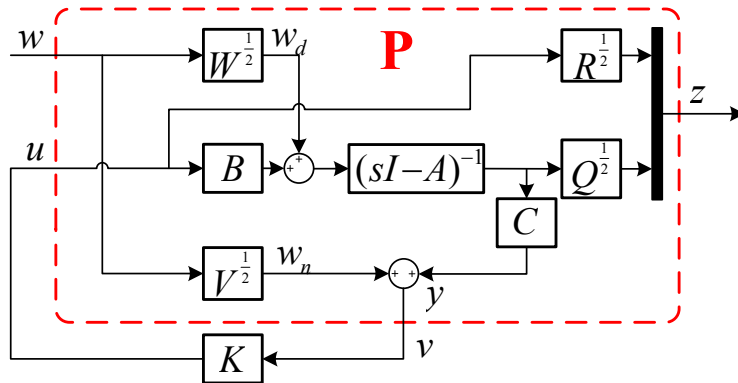 w
W^{1/2}
w_d
P
R^{1/2}
z
u
B
+
+
(sI-A)^{-1}
Q^{1/2}
C
V^{1/2}
w_n
+
+
y
v
K